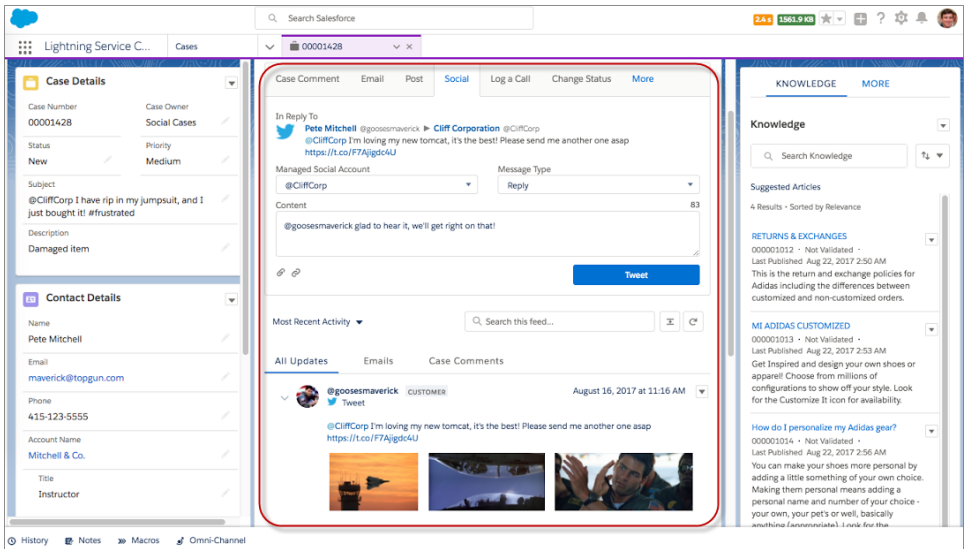 Search Salesforce
2.4 s 1561.9 KB
Lightning Service C...
Cases
00001428
Case Details
Case Number
Case Owner
00001428
Social Cases
Status
Priority
New
Medium
Subject
@CliffCorp I have rip in my jumpsuit, and I
just bought it! #frustrated
Description
Damaged item
Contact Details
Name
Pete Mitchell
Email
maverick@topgun.com
Phone
415-123-5555
Account Name
Mitchell & Co.
Title
Instructor
Case Comment Email Post Social Log a Call Change Status More
In Reply To
Pete Mitchell @goosesmaverick ▶ Cliff Corporation @CliffCorp
@CliffCorp I'm loving my new tomcat, it's the best! Please send me another one asap
https://t.co/F7Ajigdc4U
Managed Social Account
Message Type
@CliffCorp
Reply
Content
83
@goosesmaverick glad to hear it, we'll get right on that!
Tweet
Most Recent Activity
Search this feed...
All Updates Emails Case Comments
@goosesmaverick CUSTOMER
August 16, 2017 at 11:16 AM
Tweet
@CliffCorp I'm loving my new tomcat, it's the best! Please send me another one asap
https://t.co/F7Ajigdc4U
KNOWLEDGE MORE
Knowledge
Search Knowledge
Suggested Articles
4 Results • Sorted by Relevance
RETURNS & EXCHANGES
000001012 • Not Validated •
Last Published Aug 22, 2017 2:50 AM
This is the return and exchange policies for
Adidas including the differences between
customized and non-customized orders.
MI ADIDAS CUSTOMIZED
000001013 • Not Validated •
Last Published Aug 22, 2017 2:53 AM
Get Inspired and design your own shoes or
apparel! Choose from millions of
configurations to show off your style. Look
for the Customize It icon for availability.
How do I personalize my Adidas gear?
000001014 • Not Validated •
Last Published Aug 22, 2017 2:56 AM
You can make your shoes more personal by
adding a little something of your own choice.
Making them personal means adding a
personal name and number of your choice -
your own, your pet's or well, basically
anything (appropriate). Look for the
History Notes Macros Omni-Channel